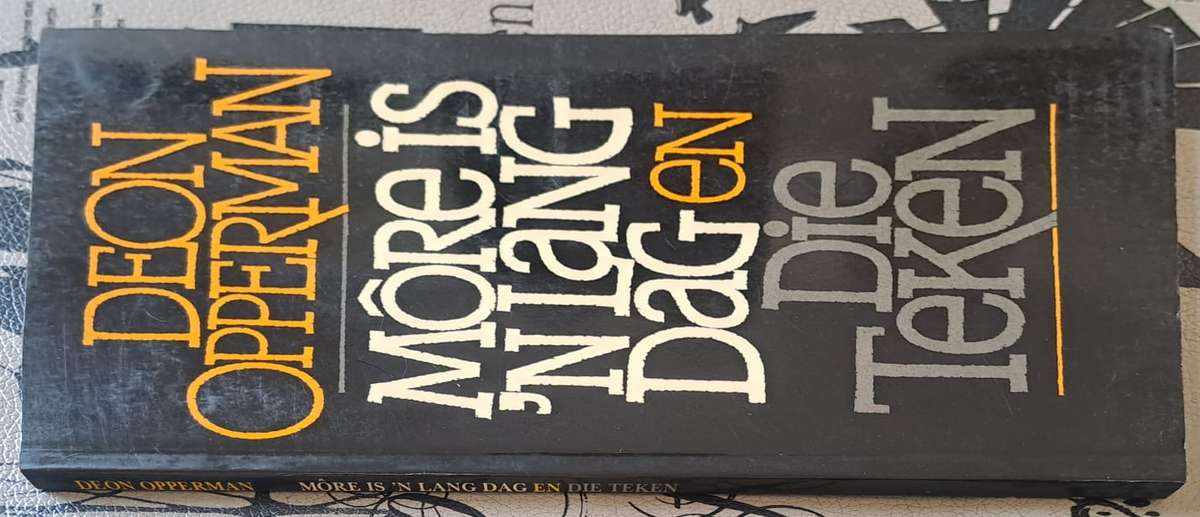 DEON
OPPERMAN
MÔRE IS
'N LANG
DAG EN
DIE
TEKEN
DEON OPPERMAN MÔRE IS 'N LANG DAG EN DIE TEKEN